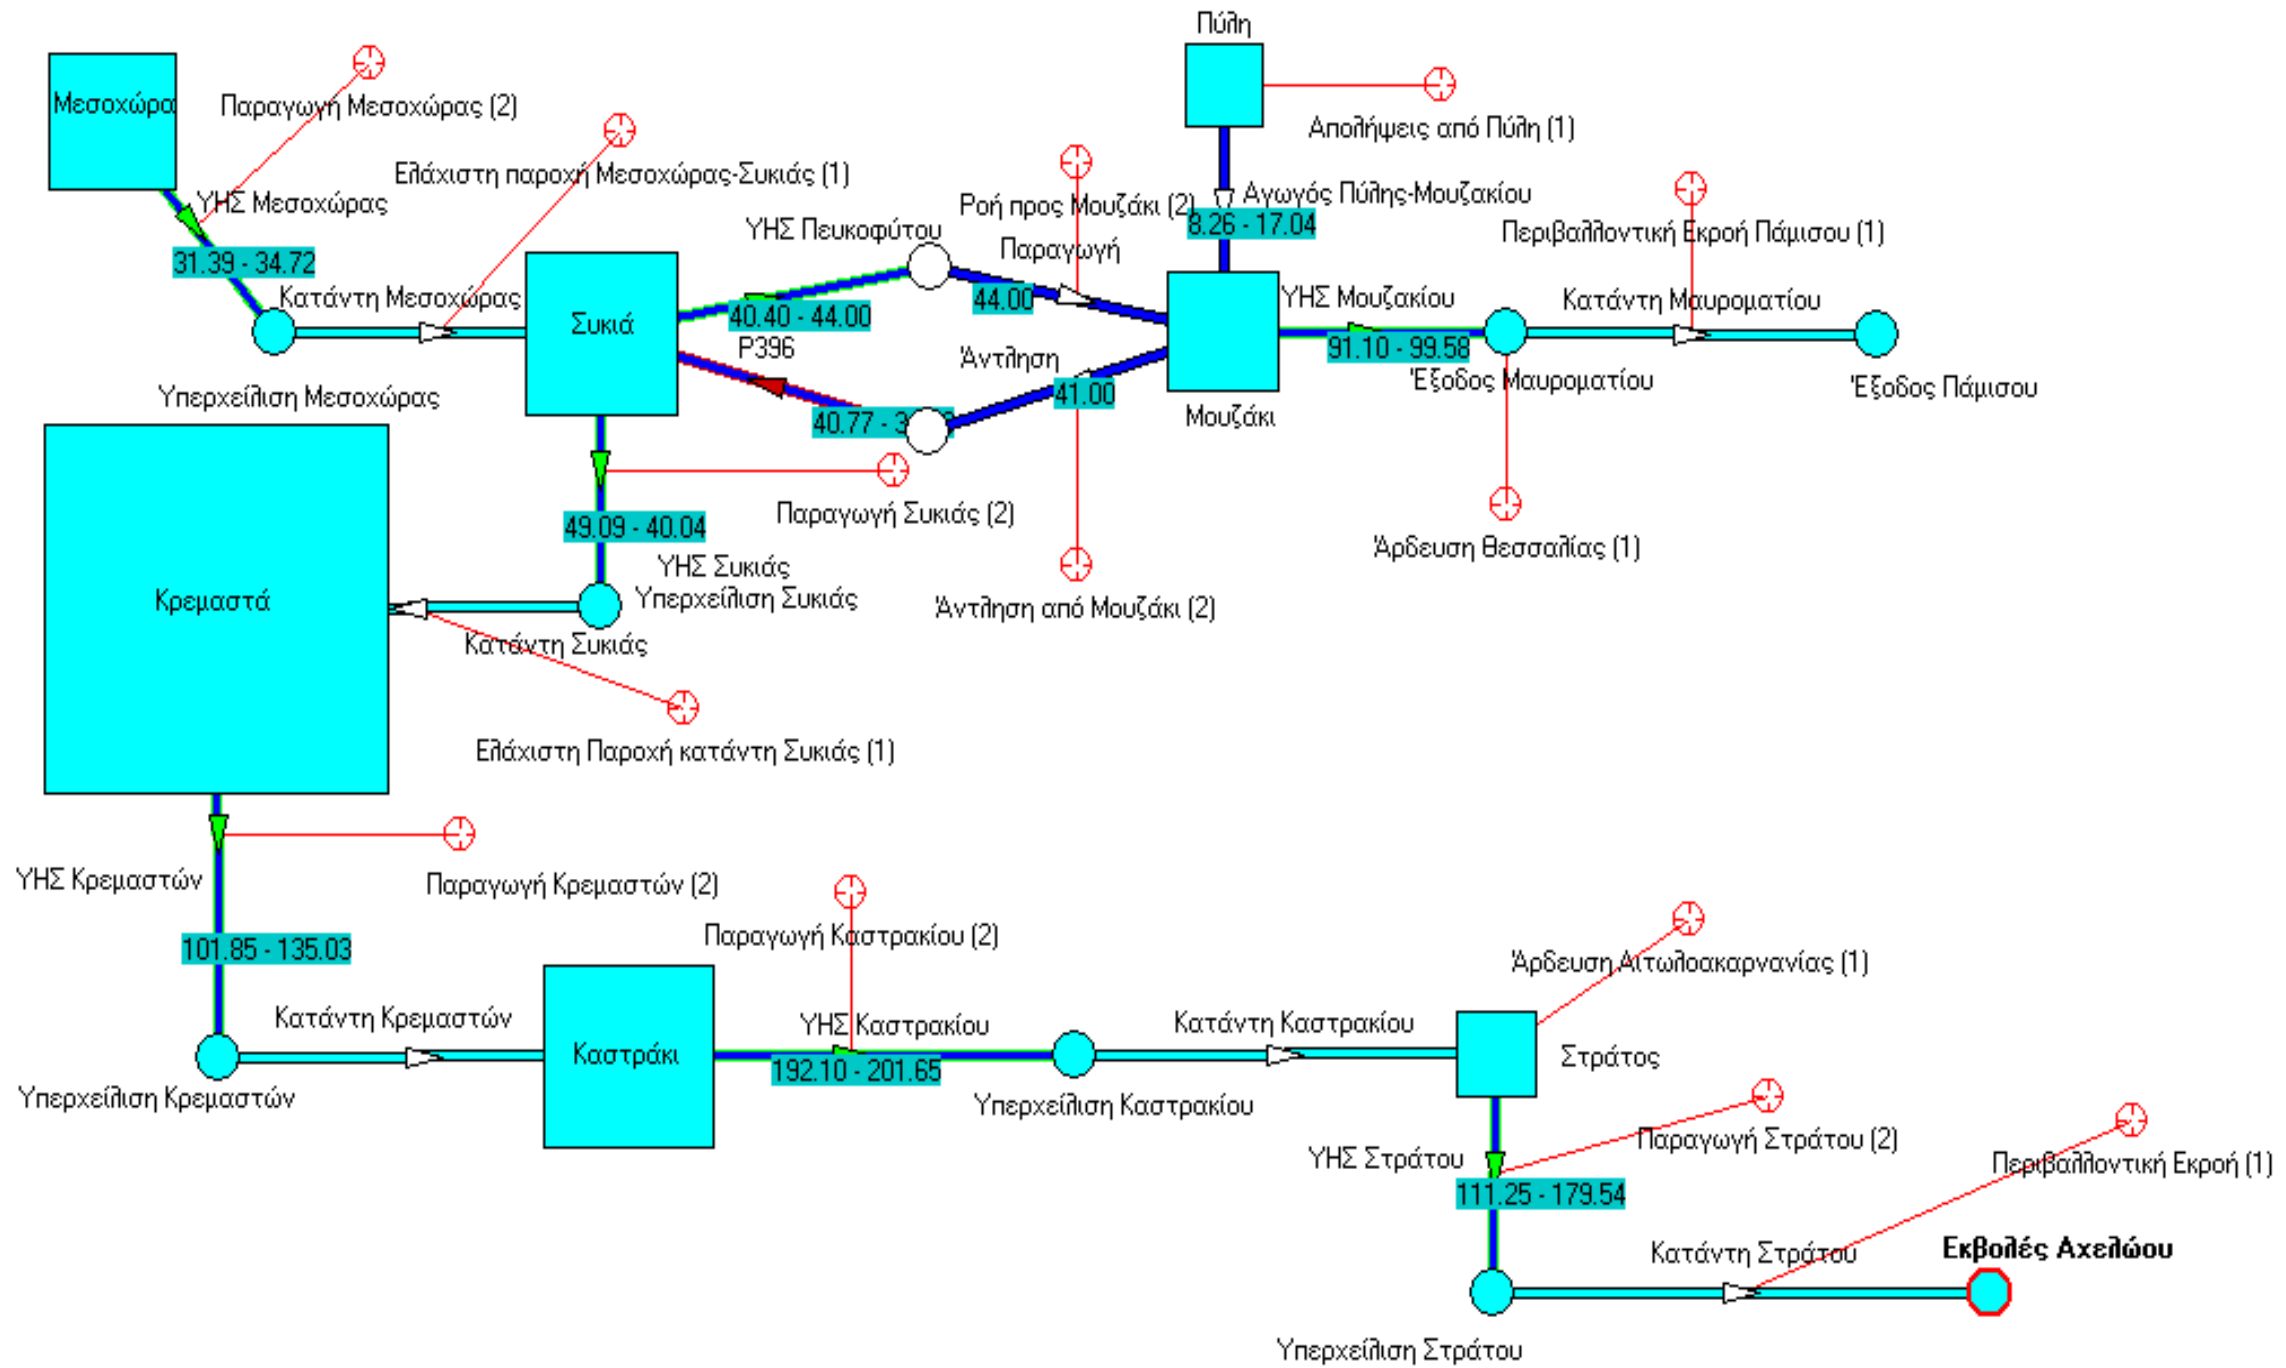 Πύλη
Μεσοχώρα
Παραγωγή Μεσοχώρας (2)
Απολήψεις από Πύλη (1)
Ελάχιστη παροχή Μεσοχώρας-Συκιάς (1)
ΥΗΣ Μεσοχώρας
Ροή προς Μουζάκι (2)
Αγωγός Πύλης-Μουζακίου
8.26 - 17.04
ΥΗΣ Πευκοφύτου
Παραγωγή
Περιβαλλοντική Εκροή Πάμισου (1)
31.39 - 34.72
Κατάντη Μεσοχώρας
44.00
ΥΗΣ Μουζακίου
Κατάντη Μαυροματίου
Συκιά
40.40 - 44.00
P396
91.10 - 99.58
Άντληση
Υπερχείλιση Μεσοχώρας
41.00
Έξοδος Μαυροματίου
Έξοδος Πάμισου
40.77 - 3
Μουζάκι
49.09 - 40.04
Παραγωγή Συκιάς (2)
Άρδευση Θεσσαλίας (1)
ΥΗΣ Συκιάς
Κρεμαστά
Υπερχείλιση Συκιάς
Άντληση από Μουζάκι (2)
Κατάντη Συκιάς
Ελάχιστη Παροχή κατάντη Συκιάς (1)
ΥΗΣ Κρεμαστών
Παραγωγή Κρεμαστών (2)
101.85 - 135.03
Παραγωγή Καστρακίου (2)
Άρδευση Αιτωλοακαρνανίας (1)
Κατάντη Κρεμαστών
ΥΗΣ Καστρακίου
Κατάντη Καστρακίου
Καστράκι
192.10 - 201.65
Στράτος
Υπερχείλιση Κρεμαστών
Υπερχείλιση Καστρακίου
Παραγωγή Στράτου (2)
ΥΗΣ Στράτου
Περιβαλλοντική Εκροή (1)
111.25 - 179.54
Κατάντη Στράτου
Εκβολές Αχελώου
Υπερχείλιση Στράτου